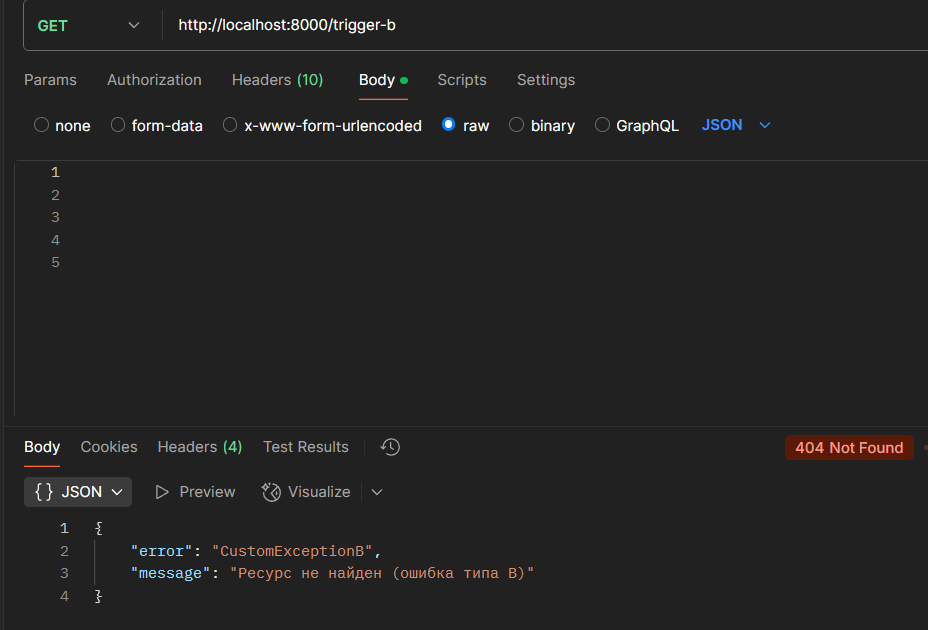 GET http://localhost:8000/trigger-b
Params Authorization Headers (10) Body Scripts Settings
none form-data x-www-form-urlencoded raw binary GraphQL JSON
1
2
3
4
5
Body Cookies Headers (4) Test Results 404 Not Found
{} JSON Preview Visualize
1 {
2 "error": "CustomExceptionB",
3 "message": "Ресурс не найден (ошибка типа B)"
4 }